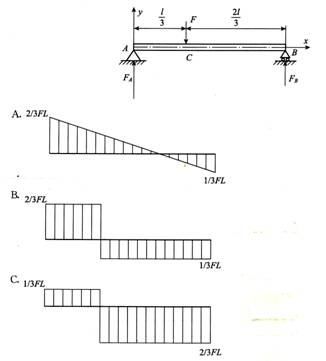 y
l/3 F 2l/3
A C B x
F_A F_B
A. 2/3FL
1/3FL
B. 2/3FL
1/3FL
C. 1/3FL
2/3FL